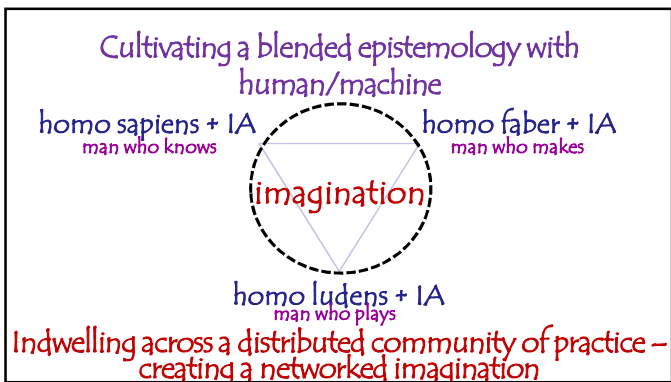 Cultivating a blended epistemology with
human/machine
homo sapiens + IA
man who knows
homo faber + IA
man who makes
imagination
homo ludens + IA
man who plays
Indwelling across a distributed community of practice –
creating a networked imagination